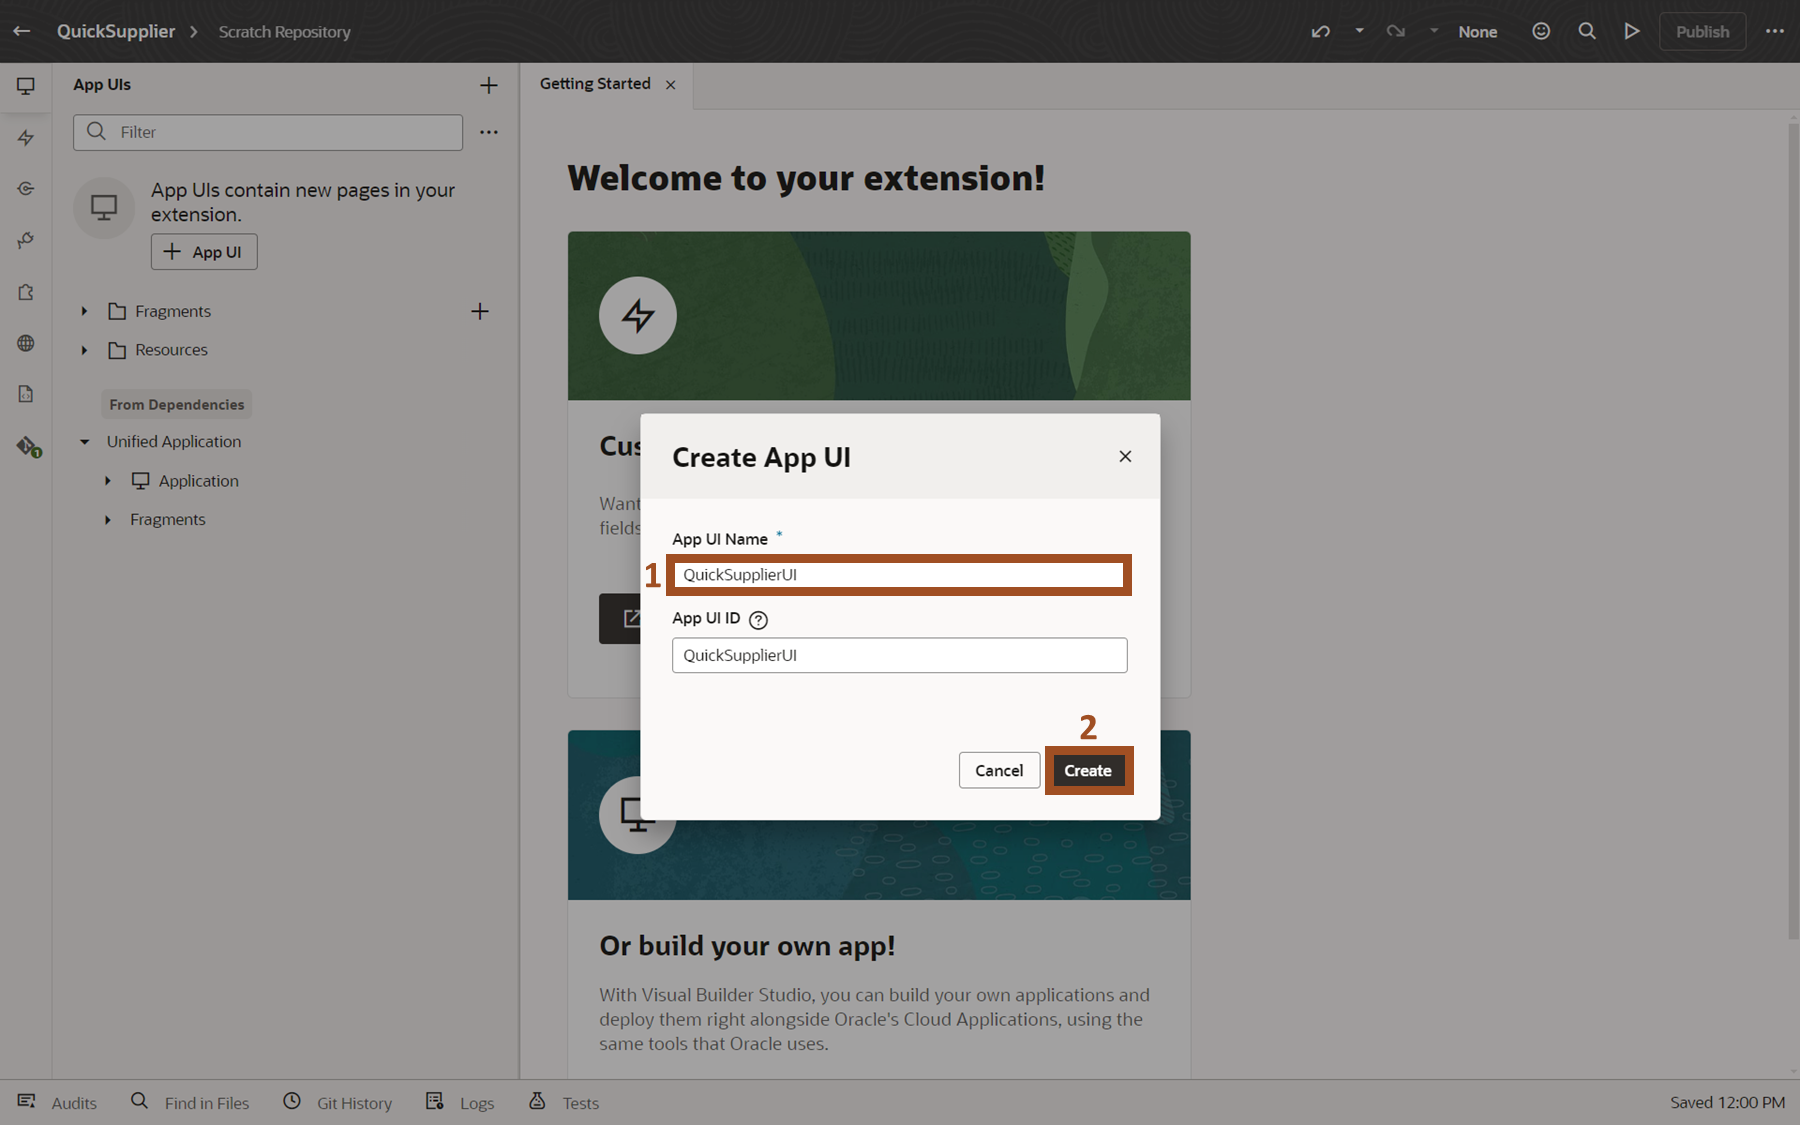 QuickSupplier
Scratch Repository
None
Publish
App UIs
Getting Started
Filter
App UIs contain new pages in your
extension.
App UI
Fragments
Resources
From Dependencies
Unified Application
Application
Fragments
1
Welcome to your extension!
Cus
Want
fields
Create App UI
App UI Name *
1
QuickSupplierUI
App UI ID ?
QuickSupplierUI
2
Cancel
Create
Or build your own app!
With Visual Builder Studio, you can build your own applications and
deploy them right alongside Oracle's Cloud Applications, using the
same tools that Oracle uses.
Audits
Find in Files
Git History
Logs
Tests
Saved 12:00 PM